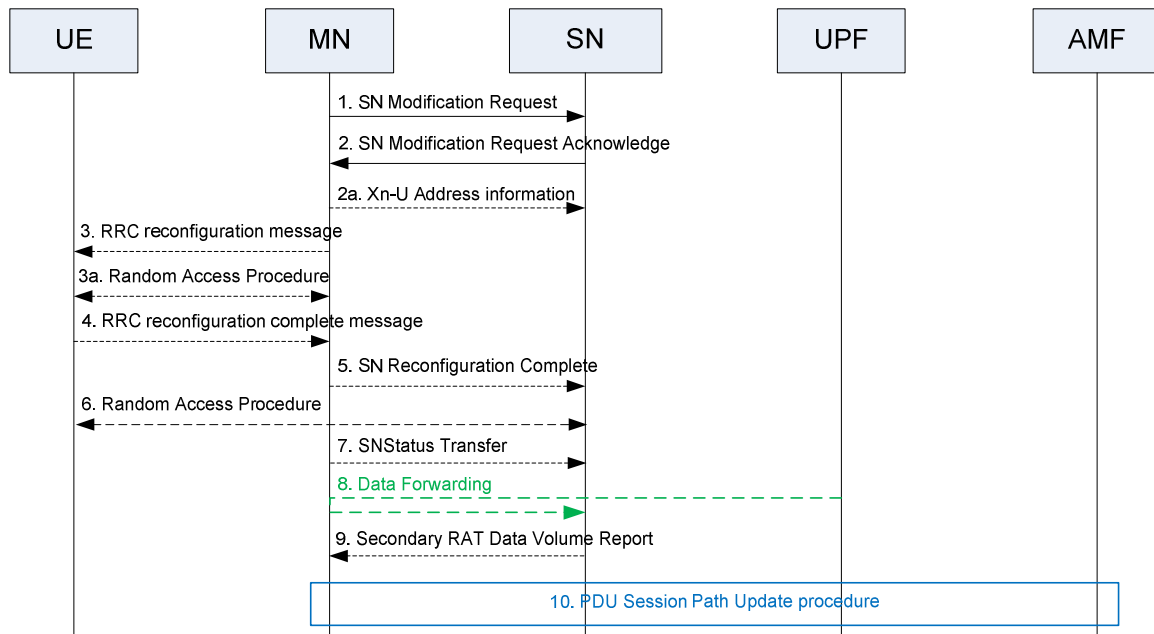 UE
MN
SN
UPF
AMF
1. SN Modification Request
2. SN Modification Request Acknowledge
2a. Xn-U Address information
3. RRC reconfiguration message
3a. Random Access Procedure
4. RRC reconfiguration complete message
5. SN Reconfiguration Complete
6. Random Access Procedure
7. SNStatus Transfer
8. Data Forwarding
9. Secondary RAT Data Volume Report
10. PDU Session Path Update procedure